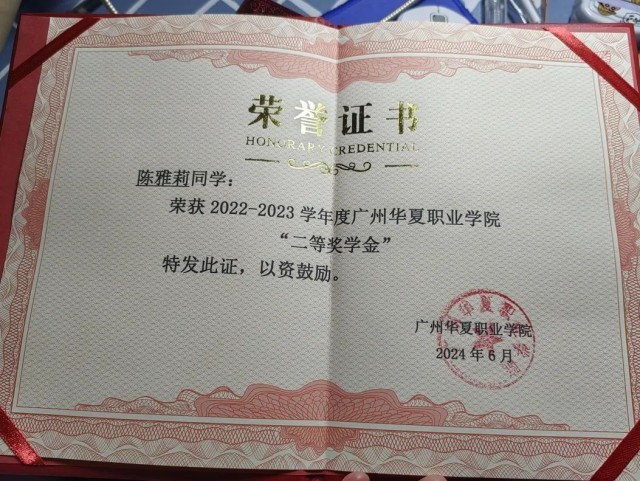 荣誉证书
HONORARY CREDENTIAL
陈雅莉同学：
荣获 2022-2023 学年度广州华夏职业学院
“二等奖学金”
特发此证，以资鼓励。
广州华夏职业学院
2024 年 6 月